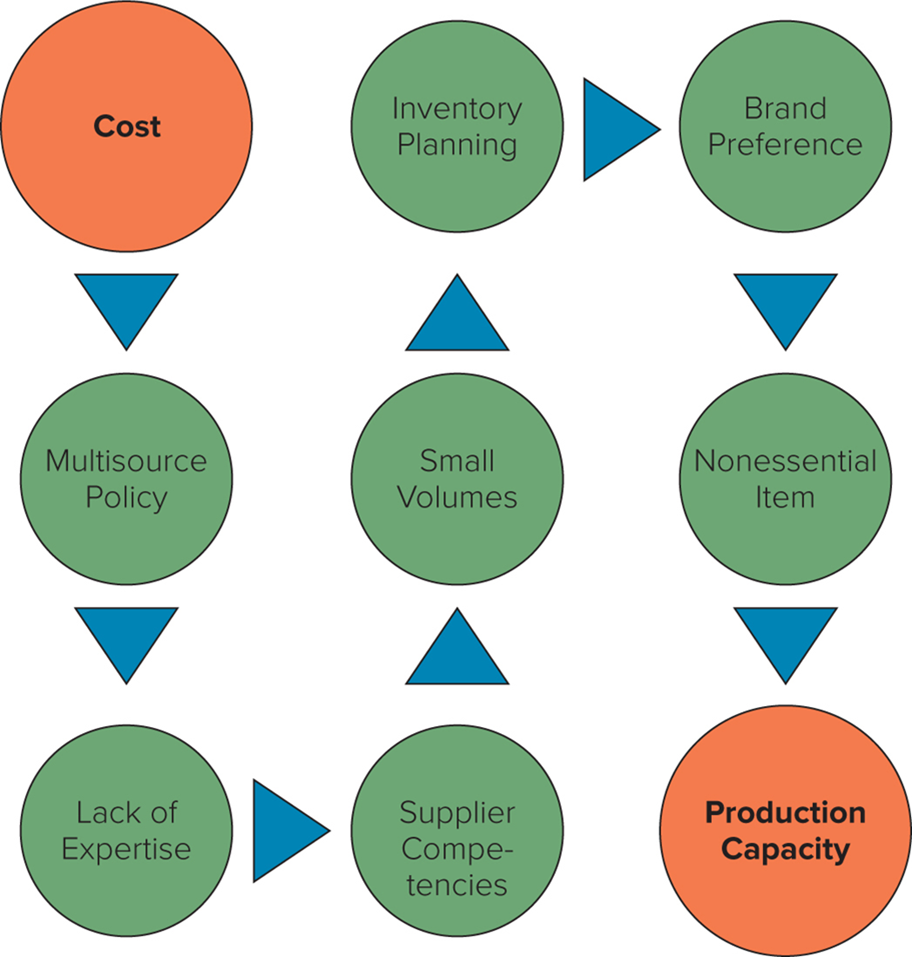 Cost
Multisource
Policy
Lack of
Expertise
Supplier
Compe-
tencies
Small
Volumes
Inventory
Planning
Brand
Preference
Nonessential
Item
Production
Capacity